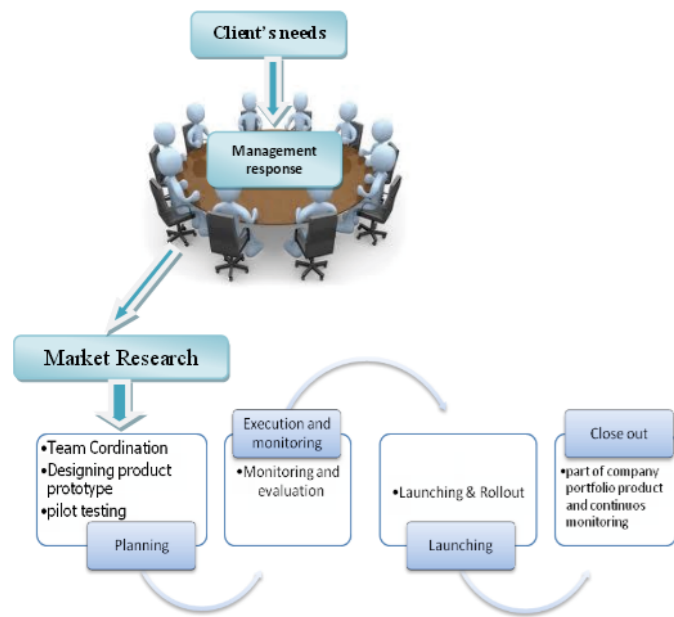 Client's needs
Management
response
Market Research
•Team Cordination
•Designing product
prototype
•pilot testing
Planning
Execution and
monitoring
•Monitoring and
evaluation
•Launching & Rollout
Launching
Close out
•part of company
portfolio product
and continuos
monitoring